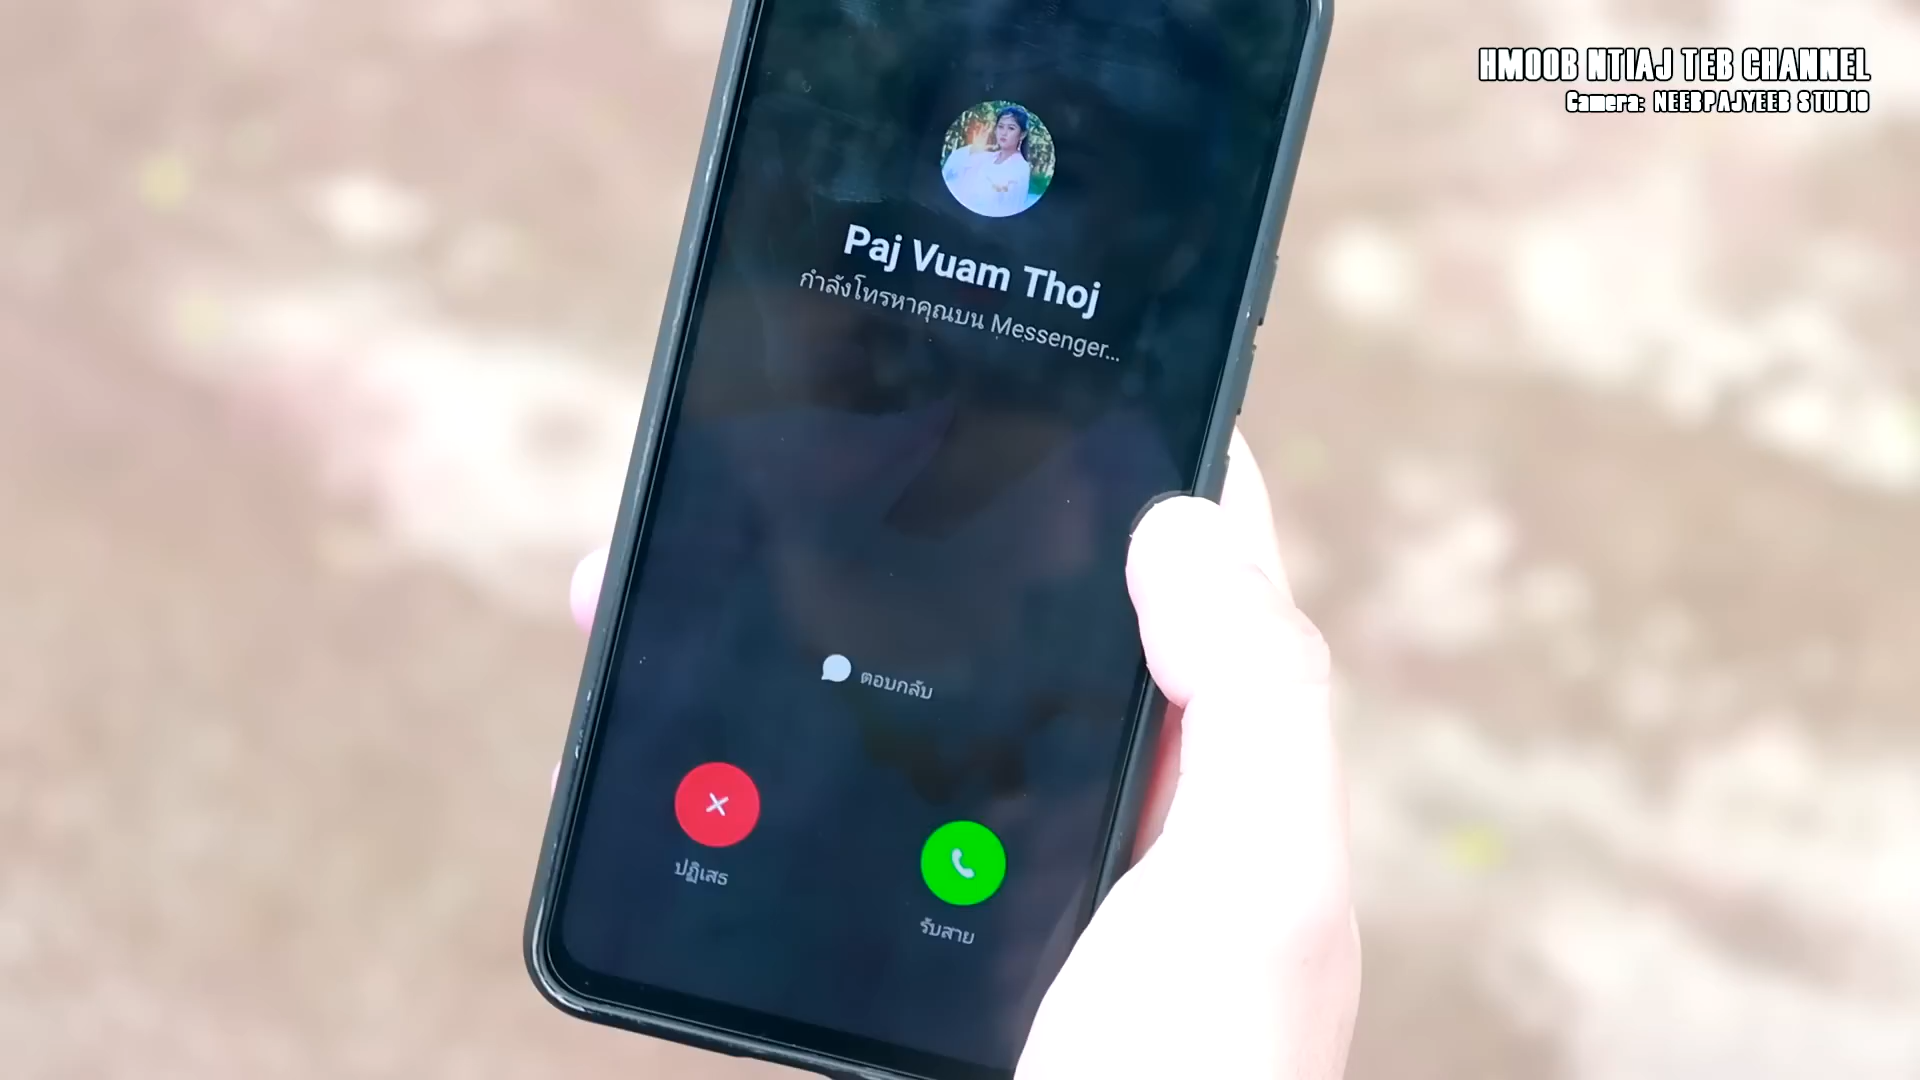 HMOOB NTIAJ TEB CHANNEL
Camera: NEEBPAJYEEB STUDIO
Paj Vuam Thoj
กำลังโทรหาคุณบน Messenger...
ตอบกลับ
ปฏิเสธ
รับสาย